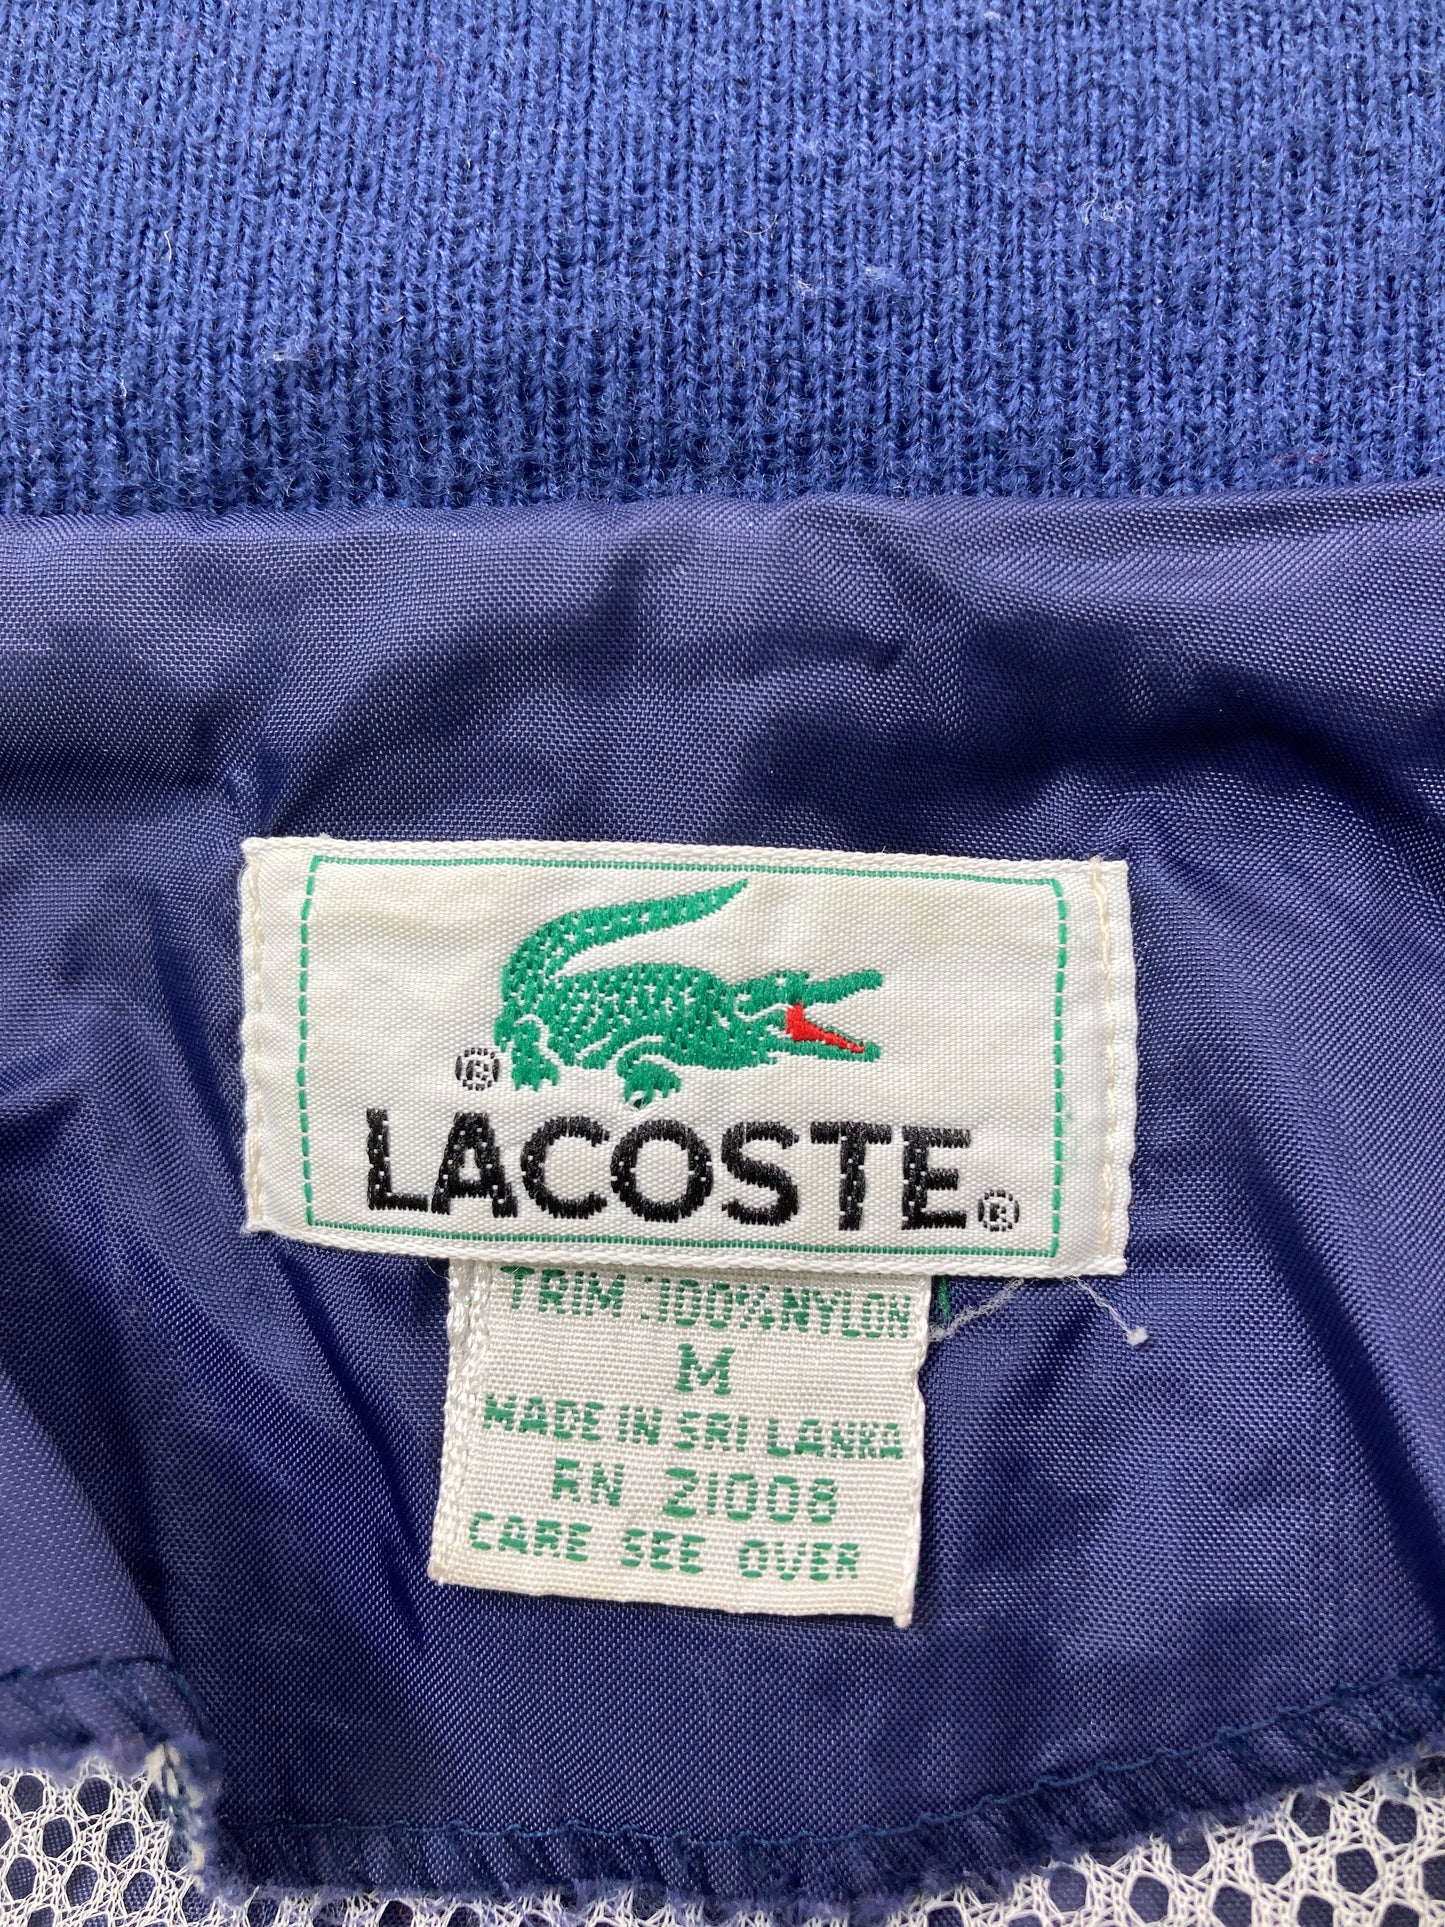 ®
LACOSTE®
TRIM 100% NYLON
M
MADE IN SRI LANKA
RN 21008
CARE SEE OVER